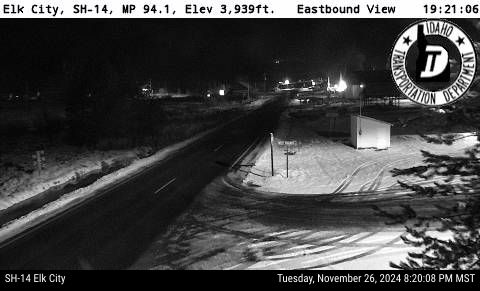 Elk City, SH-14, MP 94.1, Elev 3,939ft. Eastbound View 19:21:06
IDAHO
TRANSPORTATION DEPARTMENT
SH-14 Elk City Tuesday, November 26, 2024 8:20:08 PM MST